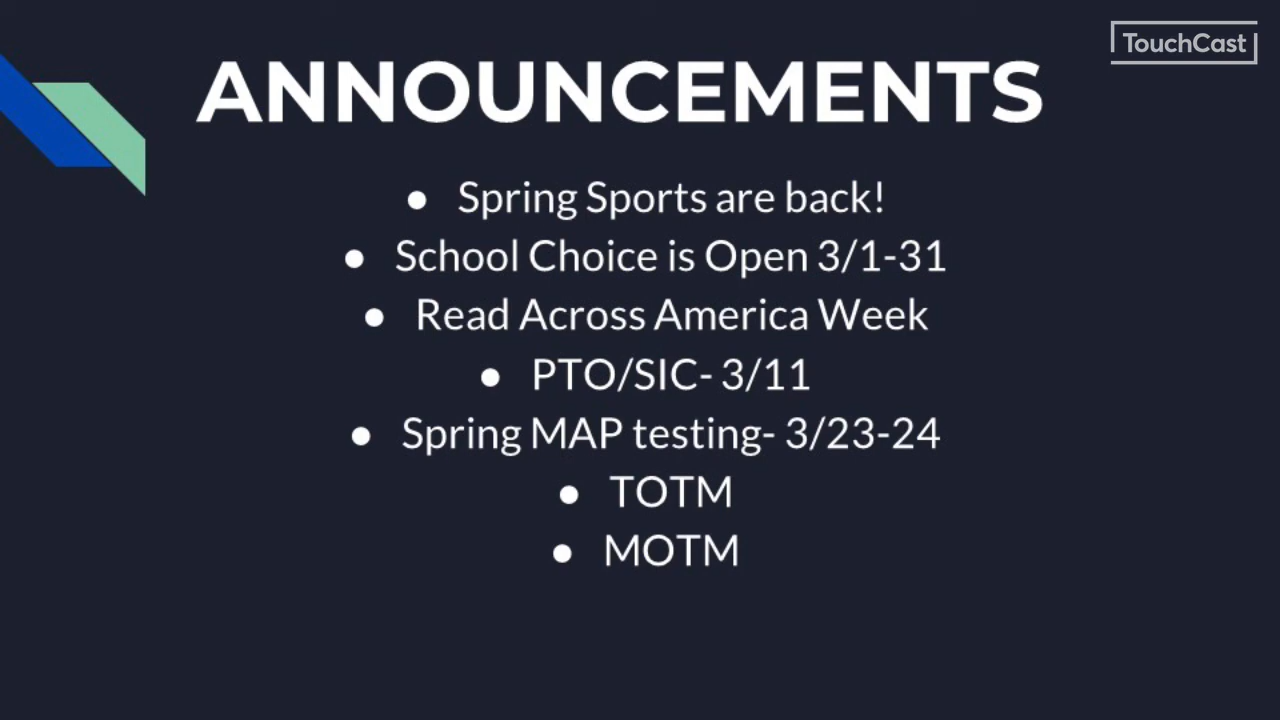 TouchCast
ANNOUNCEMENTS
● Spring Sports are back!
● School Choice is Open 3/1-31
● Read Across America Week
● PTO/SIC- 3/11
● Spring MAP testing- 3/23-24
● TOTM
● MOTM